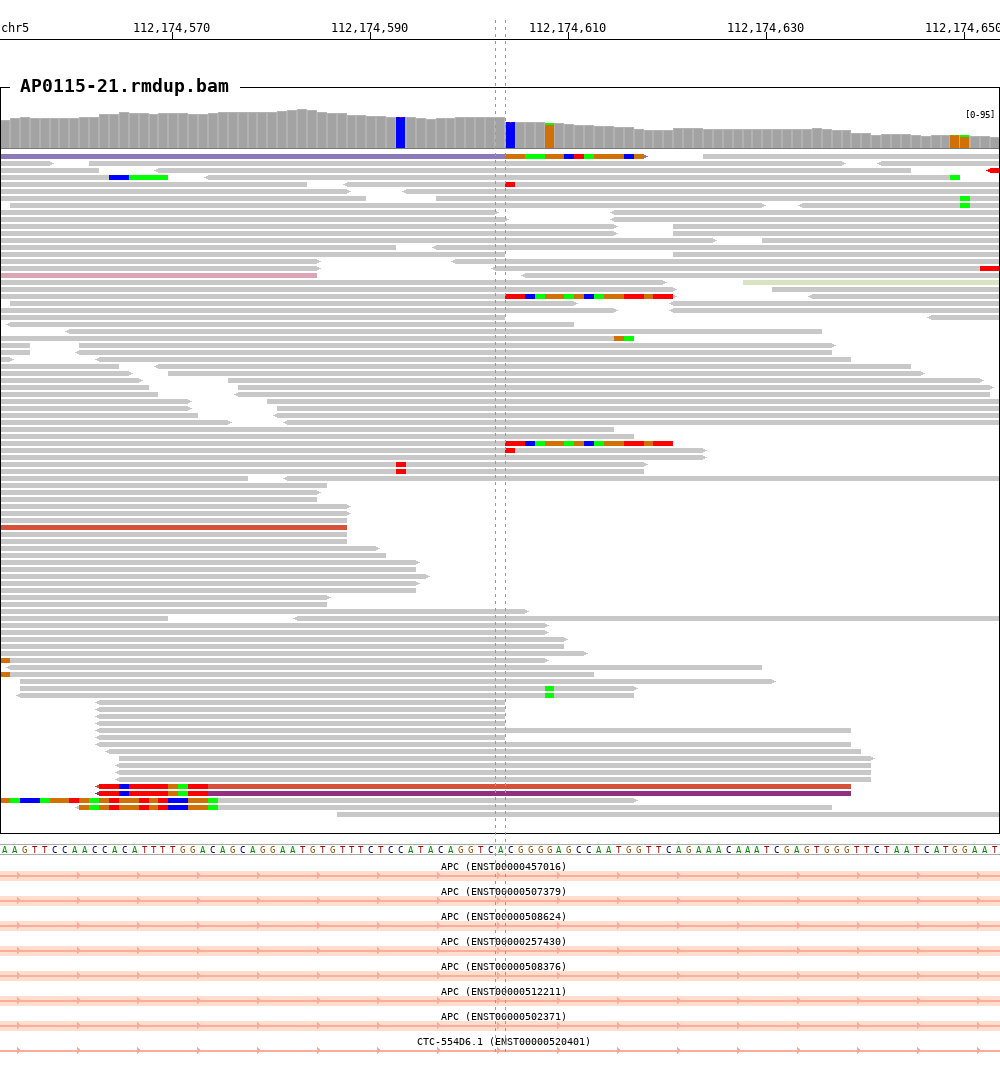 chr5 112,174,570 112,174,590 112,174,610 112,174,630 112,174,650
AP0115-21.rmdup.bam
[0-95]
AAGTTCCAACCACATTTTGGACAGCAGGAATGTGTTTCTCCATACAGGTCACGGGGAGCCAATGGTTCAGAAACAAATCGAGTGGGTTCTAATCATGGAAT
APC (ENST00000457016)
APC (ENST00000507379)
APC (ENST00000508624)
APC (ENST00000257430)
APC (ENST00000508376)
APC (ENST00000512211)
APC (ENST00000502371)
CTC-554D6.1 (ENST00000520401)